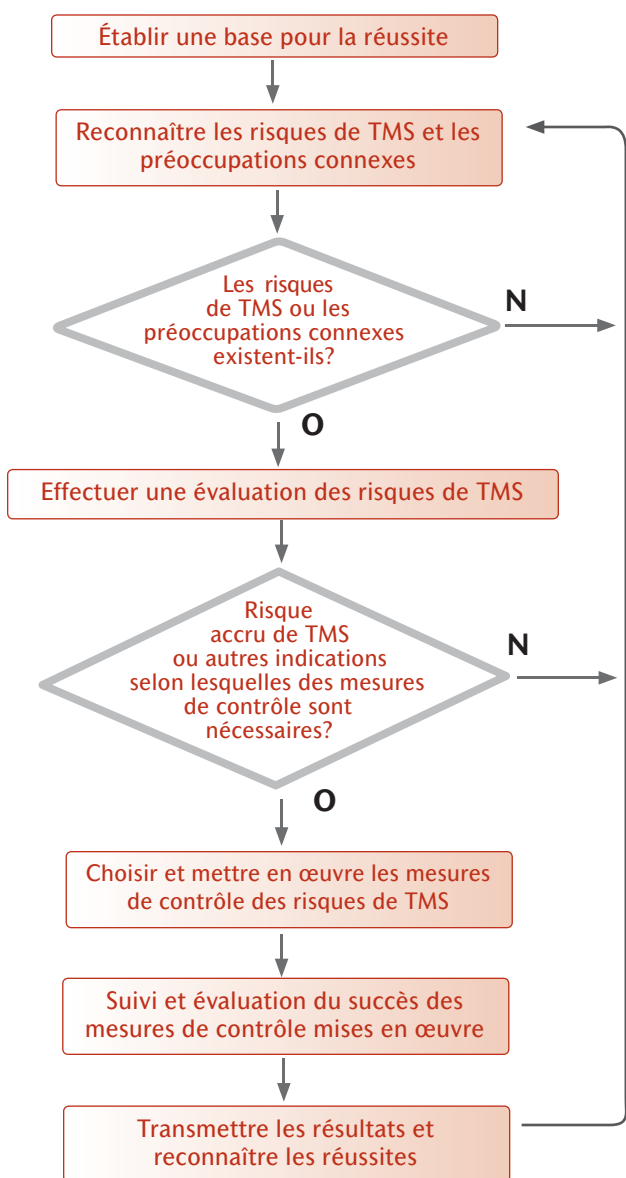 Établir une base pour la réussite
Reconnaître les risques de TMS et les
préoccupations connexes
Les risques
de TMS ou les
préoccupations connexes
existent-ils?
N
O
Effectuer une évaluation des risques de TMS
Risque
accru de TMS
ou autres indications
selon lesquelles des mesures
de contrôle sont
nécessaires?
N
O
Choisir et mettre en œuvre les mesures
de contrôle des risques de TMS
Suivi et évaluation du succès des
mesures de contrôle mises en œuvre
Transmettre les résultats et
reconnaître les réussites